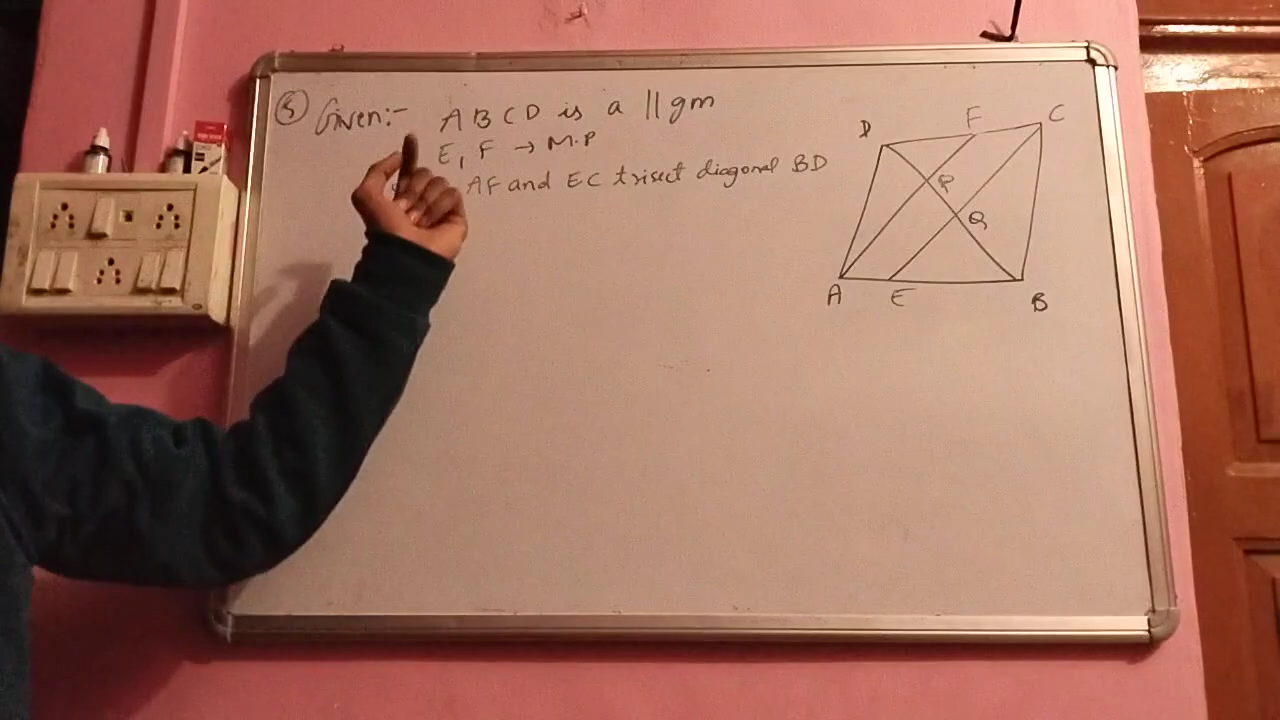 5 Given:- ABCD is a ||gm
E, F → M.P
AF and EC trisect diagonal BD
D F C
P
Q
A E B